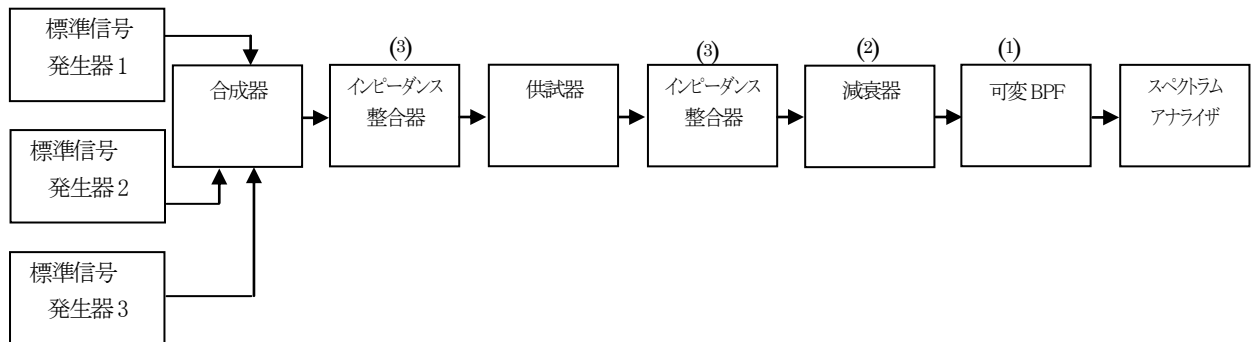 標準信号
発生器1
標準信号
発生器2
標準信号
発生器3
合成器
(3)
インピーダンス
整合器
供試器
(3)
インピーダンス
整合器
(2)
減衰器
(1)
可変BPF
スペクトラム
アナライザ